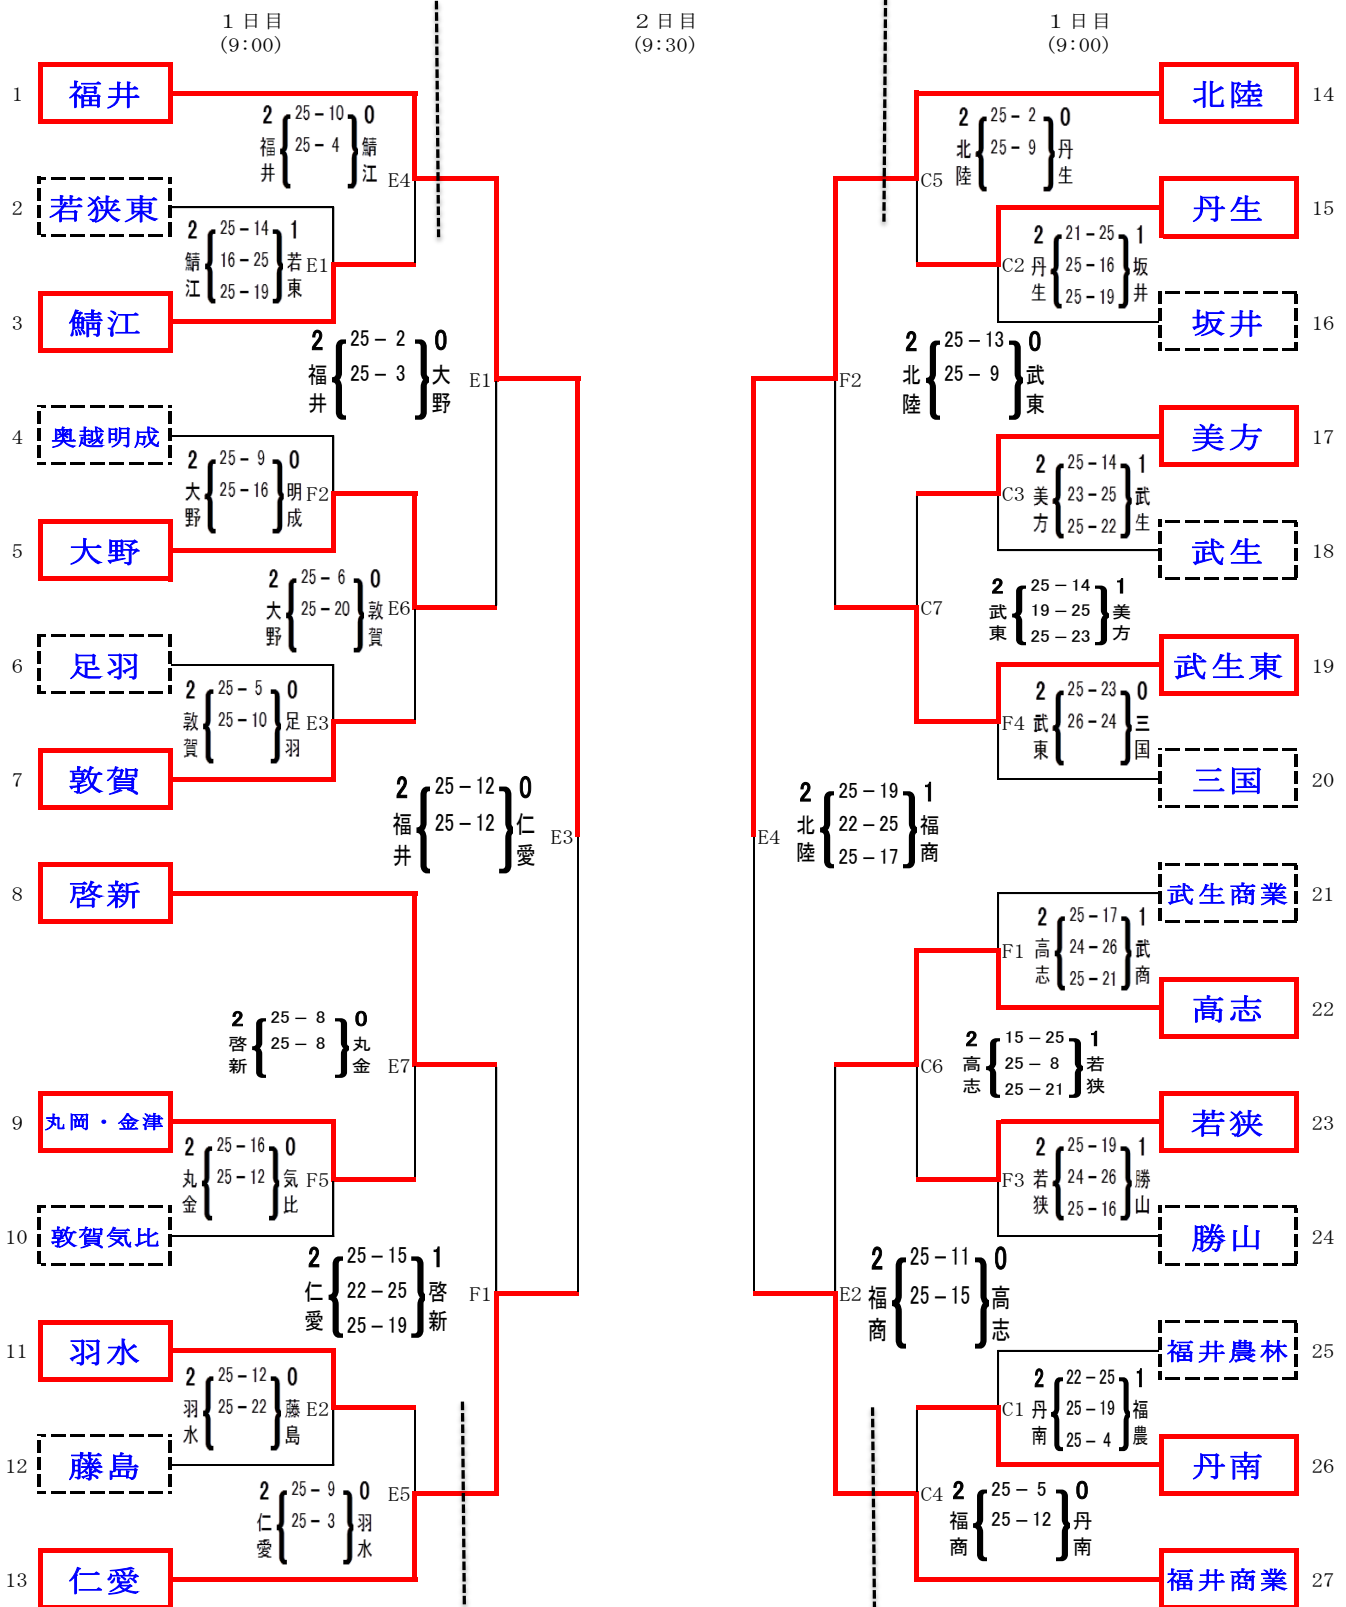 1日目
(9:00)
2日目
(9:30)
1日目
(9:00)
1 福井
2 25－10 0
福井 25－4 鯖江
E4
2 若狭東
2 25－14 1
鯖江 16－25 若東
25－19
E1
3 鯖江
2 25－2 0
福井 25－3 大野
E1
4 奥越明成
2 25－9 0
大野 25－16 明成
F2
5 大野
2 25－6 0
大野 25－20 敦賀
E6
6 足羽
2 25－5 0
敦賀 25－10 足羽
E3
7 敦賀
2 25－12 0
福井 25－12 仁愛
E3
8 啓新
2 25－8 0
啓新 25－8 丸金
E7
9 丸岡・金津
2 25－16 0
丸金 25－12 気比
F5
10 敦賀気比
2 25－15 1
仁愛 22－25 啓新
25－19
F1
11 羽水
2 25－12 0
羽水 25－22 藤島
E2
12 藤島
2 25－9 0
仁愛 25－3 羽水
E5
13 仁愛
北陸 14
2 25－2 0
北陸 25－9 丹生
C5
丹生 15
2 21－25 1
丹生 25－16 坂井
25－19
C2
坂井 16
2 25－13 0
北陸 25－9 武東
F2
美方 17
2 25－14 1
美方 23－25 武生
25－22
C3
武生 18
2 25－14 1
武東 19－25 美方
25－23
C7
武生東 19
2 25－23 0
武東 26－24 三国
F4
三国 20
2 25－19 1
北陸 22－25 福商
25－17
E4
武生商業 21
2 25－17 1
高志 24－26 武商
25－21
F1
高志 22
2 15－25 1
高志 25－8 若狭
25－21
C6
若狭 23
2 25－19 1
若狭 24－26 勝山
25－16
F3
勝山 24
2 25－11 0
福商 25－15 高志
E2
福井農林 25
2 22－25 1
丹南 25－19 福農
25－4
C1
丹南 26
2 25－5 0
福商 25－12 丹南
C4
福井商業 27